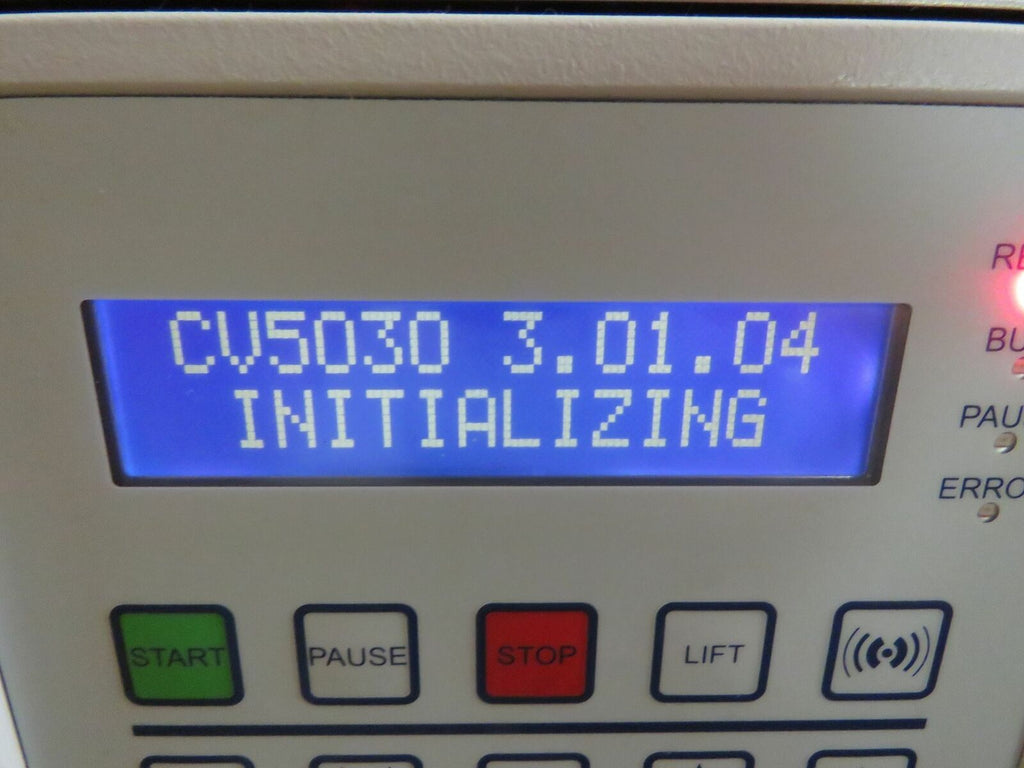 CV5030 3.01.04
INITIALIZING
PAUSE
START
STOP
LIFT